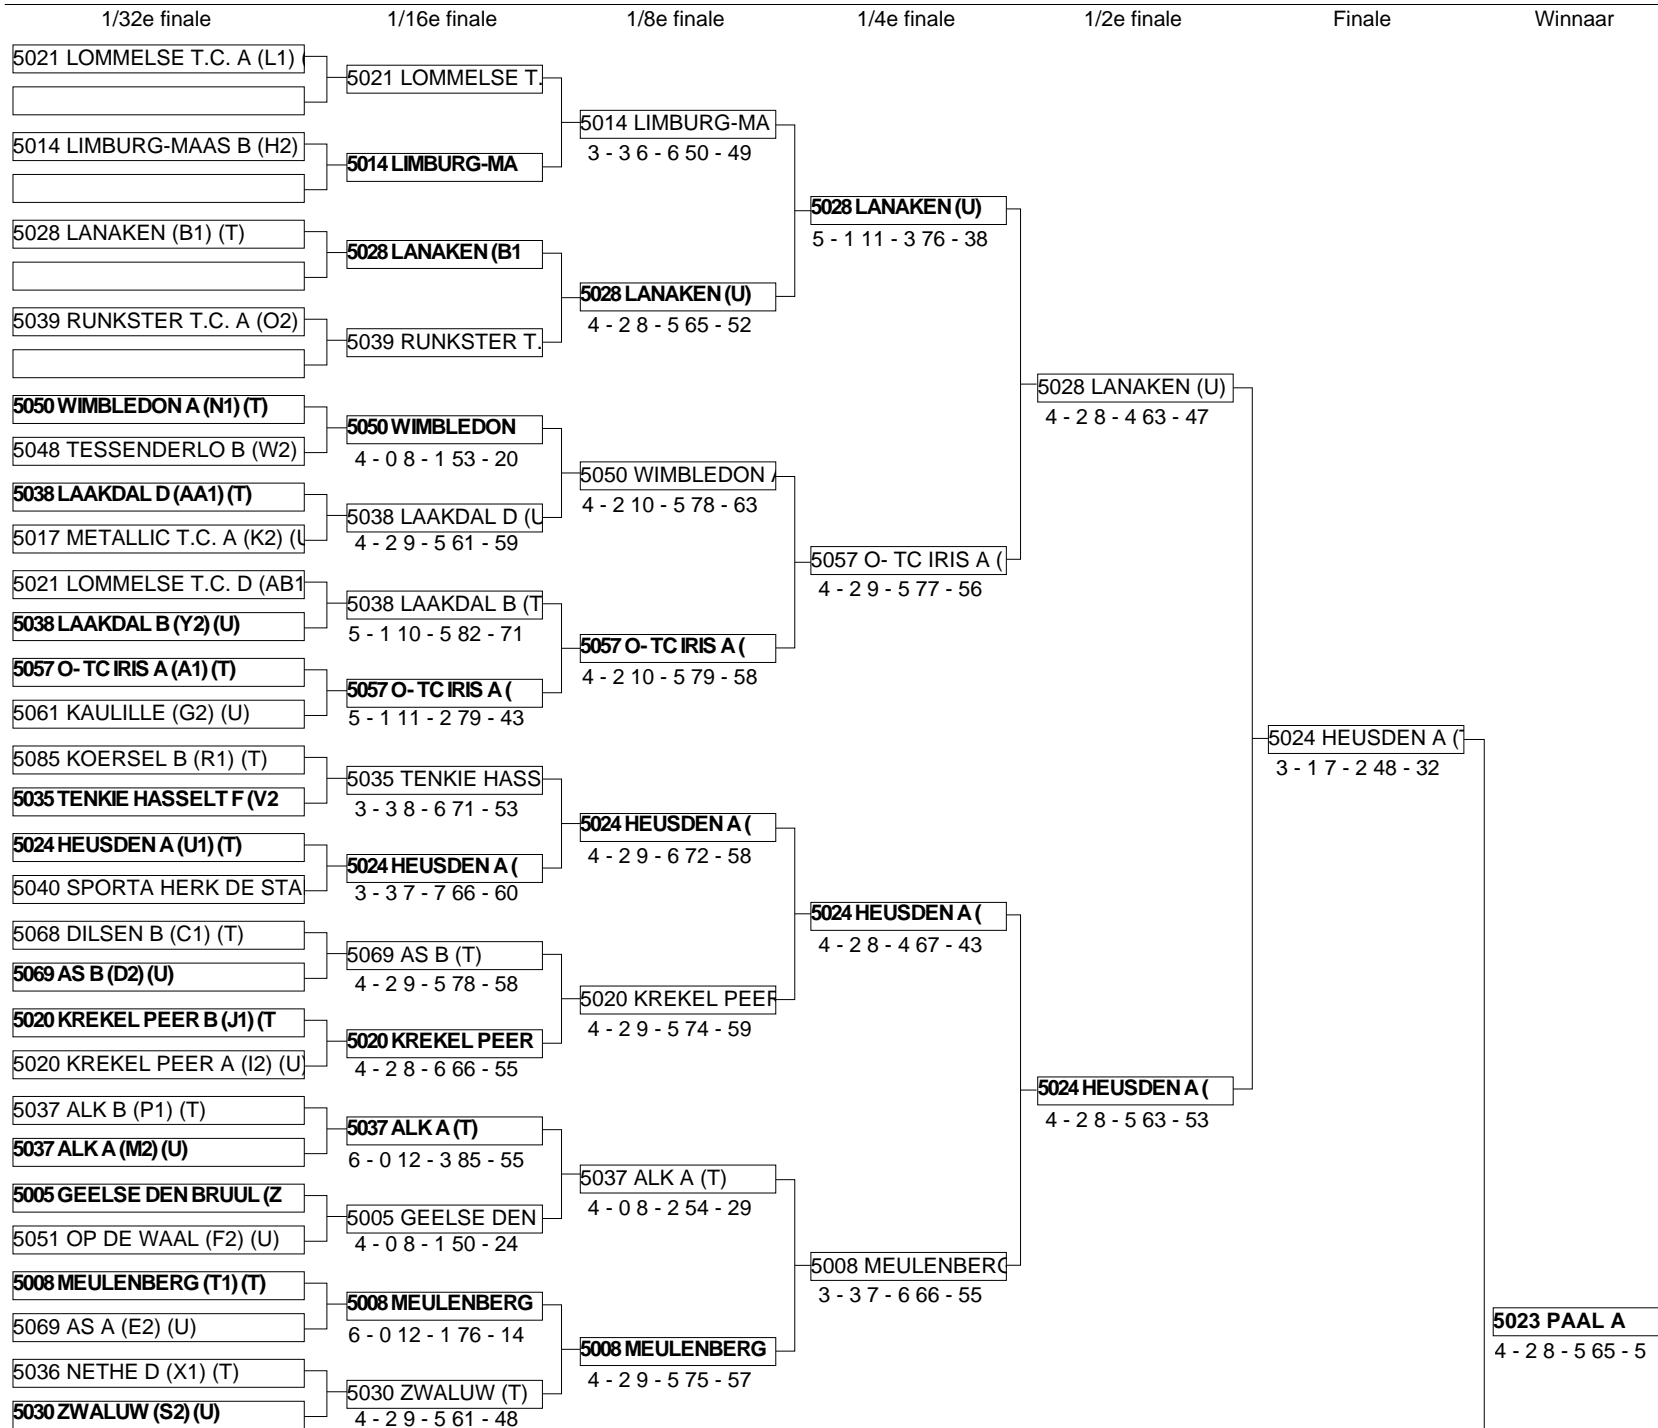 1/32e finale
1/16e finale
1/8e finale
1/4e finale
1/2e finale
Finale
Winnaar
5021 LOMMELSE T.C. A (L1)
5014 LIMBURG-MAAS B (H2)
5028 LANAKEN (B1) (T)
5039 RUNKSTER T.C. A (O2)
5050 WIMBLEDON A (N1) (T)
5048 TESSENDERLO B (W2)
5038 LAAKDAL D (AA1) (T)
5017 METALLIC T.C. A (K2) (U
5021 LOMMELSE T.C. D (AB1
5038 LAAKDAL B (Y2) (U)
5057 O- TC IRIS A (A1) (T)
5061 KAULILLE (G2) (U)
5085 KOERSEL B (R1) (T)
5035 TENKIE HASSELT F (V2
5024 HEUSDEN A (U1) (T)
5040 SPORTA HERK DE STA
5068 DILSEN B (C1) (T)
5069 AS B (D2) (U)
5020 KREKEL PEER B (J1) (T
5020 KREKEL PEER A (I2) (U)
5037 ALK B (P1) (T)
5037 ALK A (M2) (U)
5005 GEELSE DEN BRUUL (Z
5051 OP DE WAAL (F2) (U)
5008 MEULENBERG (T1) (T)
5069 AS A (E2) (U)
5036 NETHE D (X1) (T)
5030 ZWALUW (S2) (U)
5021 LOMMELSE T.
5014 LIMBURG-MA
5028 LANAKEN (B1
5039 RUNKSTER T.
5050 WIMBLEDON
4 - 0 8 - 1 53 - 20
5038 LAAKDAL D (U
4 - 2 9 - 5 61 - 59
5038 LAAKDAL B (T
5 - 1 10 - 5 82 - 71
5057 O- TC IRIS A (
5 - 1 11 - 2 79 - 43
5035 TENKIE HASS
3 - 3 8 - 6 71 - 53
5024 HEUSDEN A (
3 - 3 7 - 7 66 - 60
5069 AS B (T)
4 - 2 9 - 5 78 - 58
5020 KREKEL PEER
4 - 2 8 - 6 66 - 55
5037 ALK A (T)
6 - 0 12 - 3 85 - 55
5005 GEELSE DEN
4 - 0 8 - 1 50 - 24
5008 MEULENBERG
6 - 0 12 - 1 76 - 14
5030 ZWALUW (T)
4 - 2 9 - 5 61 - 48
5014 LIMBURG-MA
3 - 3 6 - 6 50 - 49
5028 LANAKEN (U)
4 - 2 8 - 5 65 - 52
5050 WIMBLEDON A
4 - 2 10 - 5 78 - 63
5057 O- TC IRIS A (
4 - 2 10 - 5 79 - 58
5024 HEUSDEN A (
4 - 2 9 - 6 72 - 58
5020 KREKEL PEER
4 - 2 9 - 5 74 - 59
5037 ALK A (T)
4 - 0 8 - 2 54 - 29
5008 MEULENBERG
4 - 2 9 - 5 75 - 57
5028 LANAKEN (U)
5 - 1 11 - 3 76 - 38
5057 O- TC IRIS A (
4 - 2 9 - 5 77 - 56
5024 HEUSDEN A (
4 - 2 8 - 4 67 - 43
5008 MEULENBERG
3 - 3 7 - 6 66 - 55
5028 LANAKEN (U)
4 - 2 8 - 4 63 - 47
5024 HEUSDEN A (
4 - 2 8 - 5 63 - 53
5024 HEUSDEN A (T
3 - 1 7 - 2 48 - 32
5023 PAAL A
4 - 2 8 - 5 65 - 5